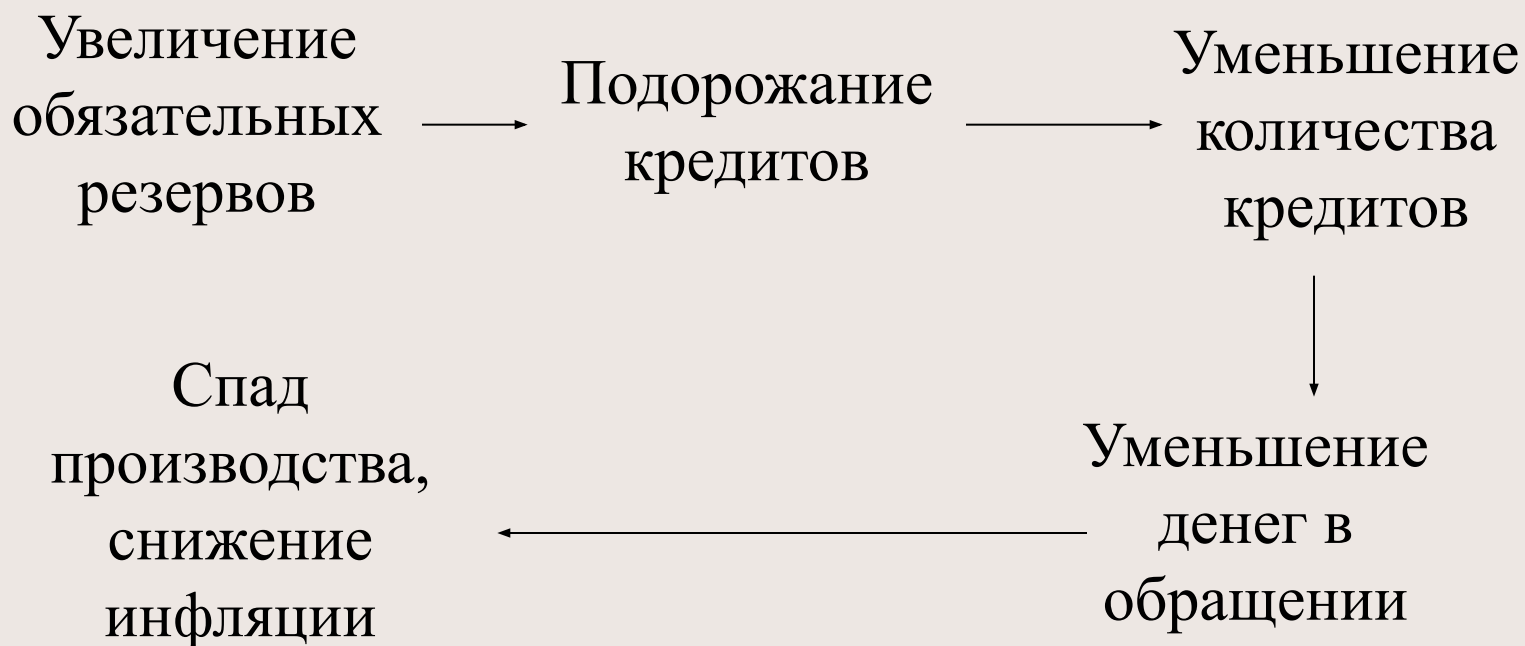 Увеличение
обязательных
резервов
Подорожание
кредитов
Уменьшение
количества
кредитов
Уменьшение
денег в
обращении
Спад
производства,
снижение
инфляции